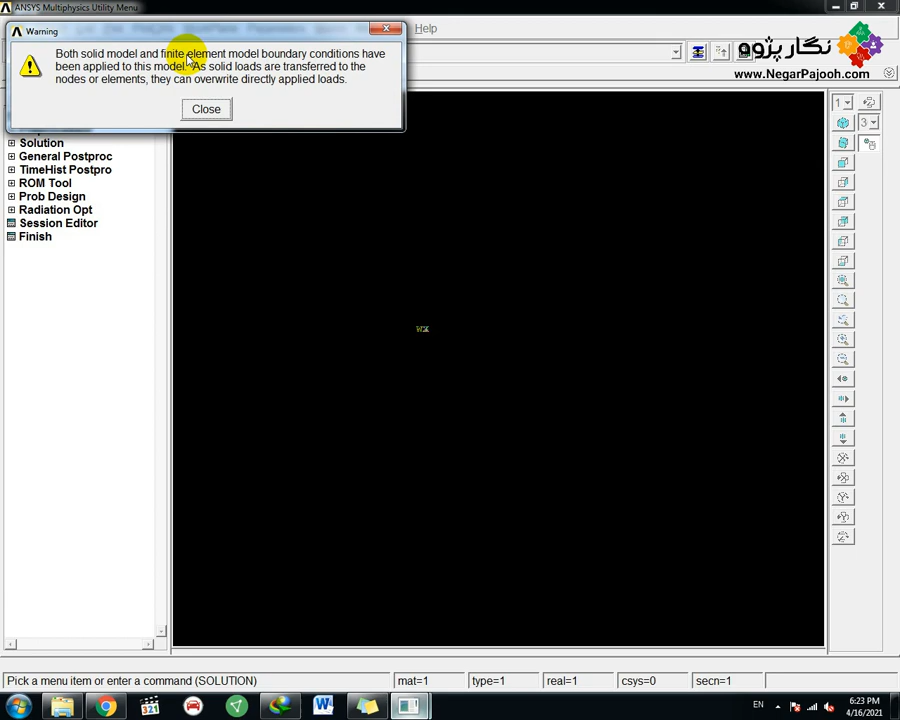 ANSYS Multiphysics Utility Menu
Warning
Help
Both solid model and finite element model boundary conditions have
been applied to this model. As solid loads are transferred to the
nodes or elements, they can overwrite directly applied loads.
Close
نگار پژوه
www.NegarPajooh.com
1
3
Solution
General Postproc
TimeHist Postpro
ROM Tool
Prob Design
Radiation Opt
Session Editor
Finish
WX
Pick a menu item or enter a command (SOLUTION)
mat=1
type=1
real=1
csys=0
secn=1
321
EN
6:23 PM
4/16/2021